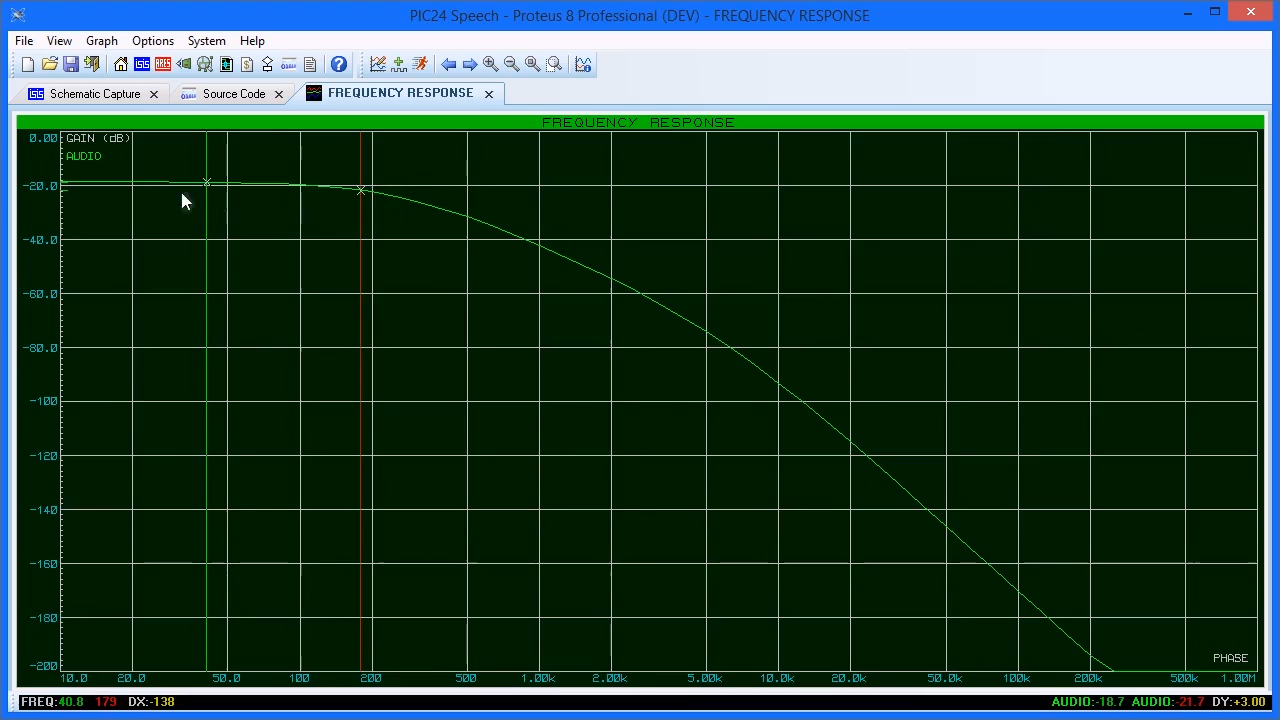 PIC24 Speech - Proteus 8 Professional (DEV) - FREQUENCY RESPONSE
File View Graph Options System Help
Schematic Capture Source Code FREQUENCY RESPONSE
FREQUENCY RESPONSE
0.00 GAIN (dB)
AUDIO
-20.0
-40.0
-60.0
-80.0
-100
-120
-140
-160
-180
PHASE
-200
10.0 20.0 50.0 100 200 500 1.00k 2.00k 5.00k 10.0k 20.0k 50.0k 100k 200k 500k 1.00M
FREQ:40.8 179 DX:-138 AUDIO:-18.7 AUDIO:-21.7 DY:+3.00